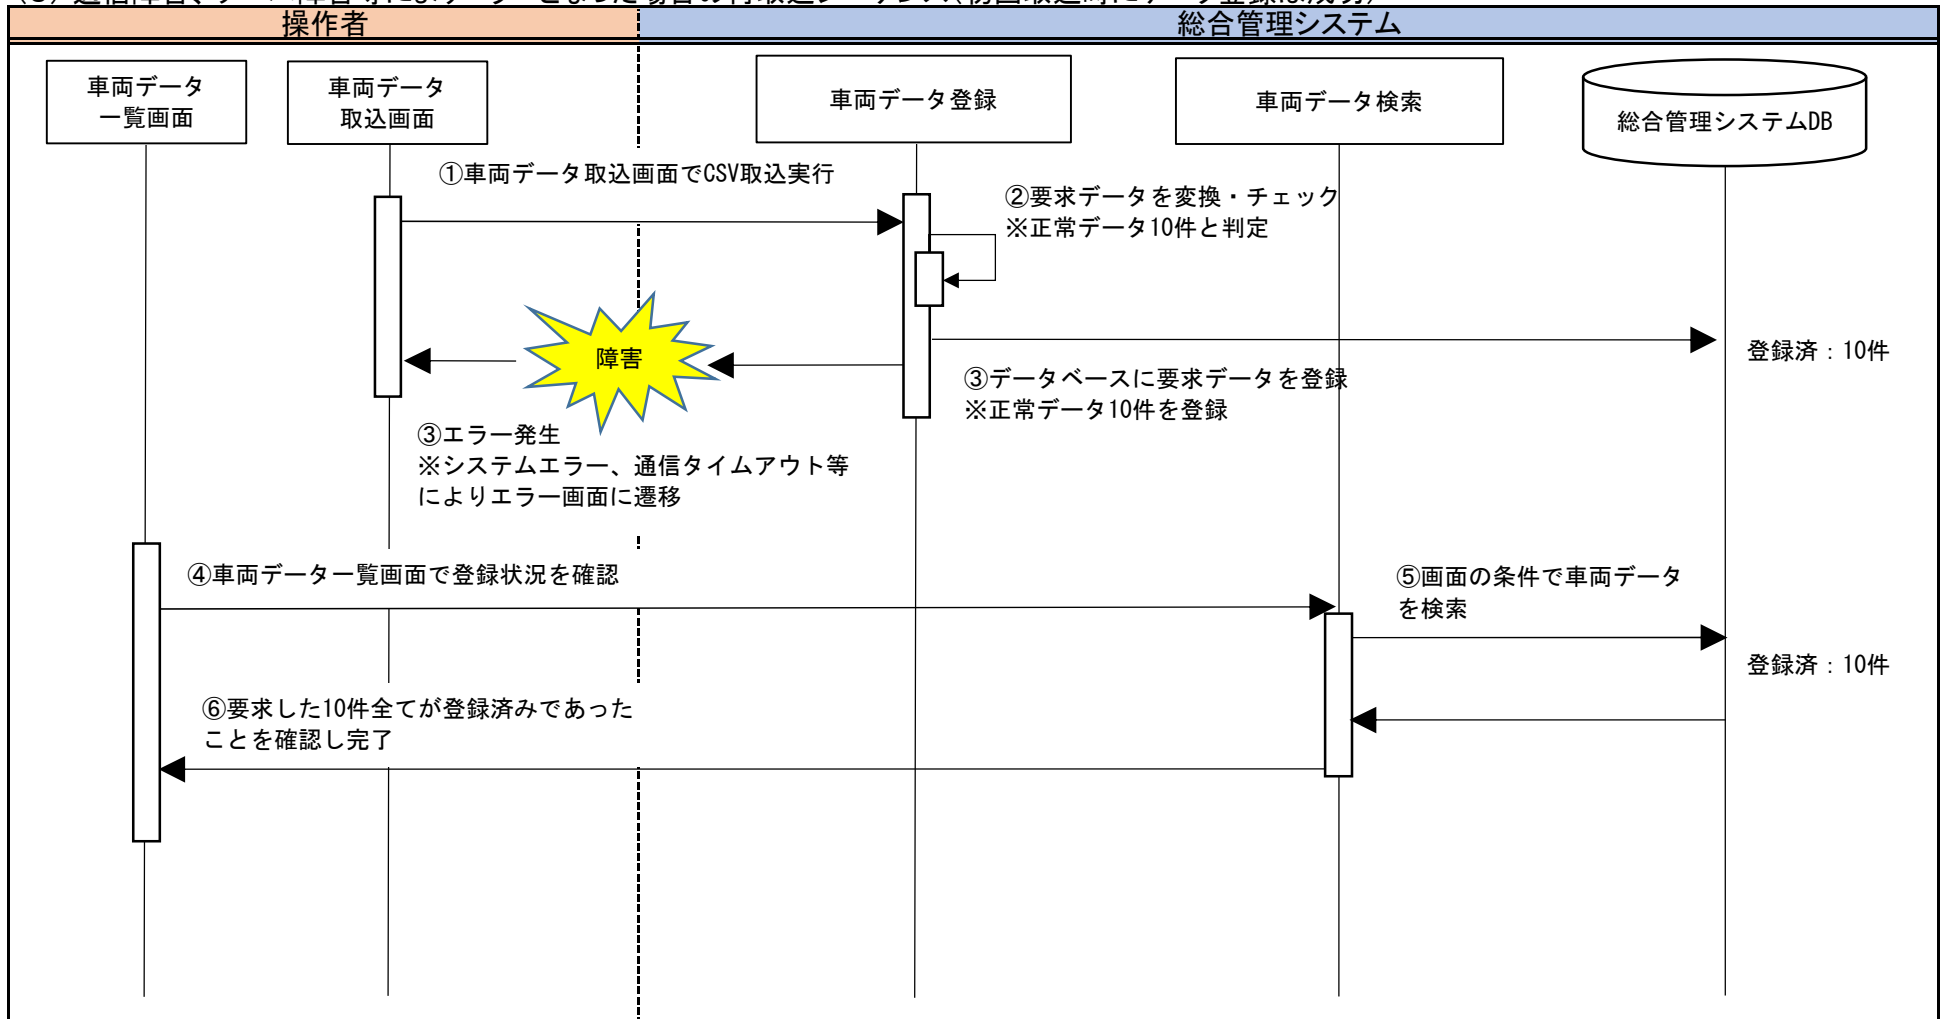 操作者
総合管理システム
車両データ
一覧画面
車両データ
取込画面
車両データ登録
車両データ検索
総合管理システムDB
①車両データ取込画面でCSV取込実行
②要求データを変換・チェック
※正常データ10件と判定
障害
登録済：10件
③データベースに要求データを登録
※正常データ10件を登録
③エラー発生
※システムエラー、通信タイムアウト等
によりエラー画面に遷移
④車両データ一覧画面で登録状況を確認
⑤画面の条件で車両データ
を検索
登録済：10件
⑥要求した10件全てが登録済みであった
ことを確認し完了